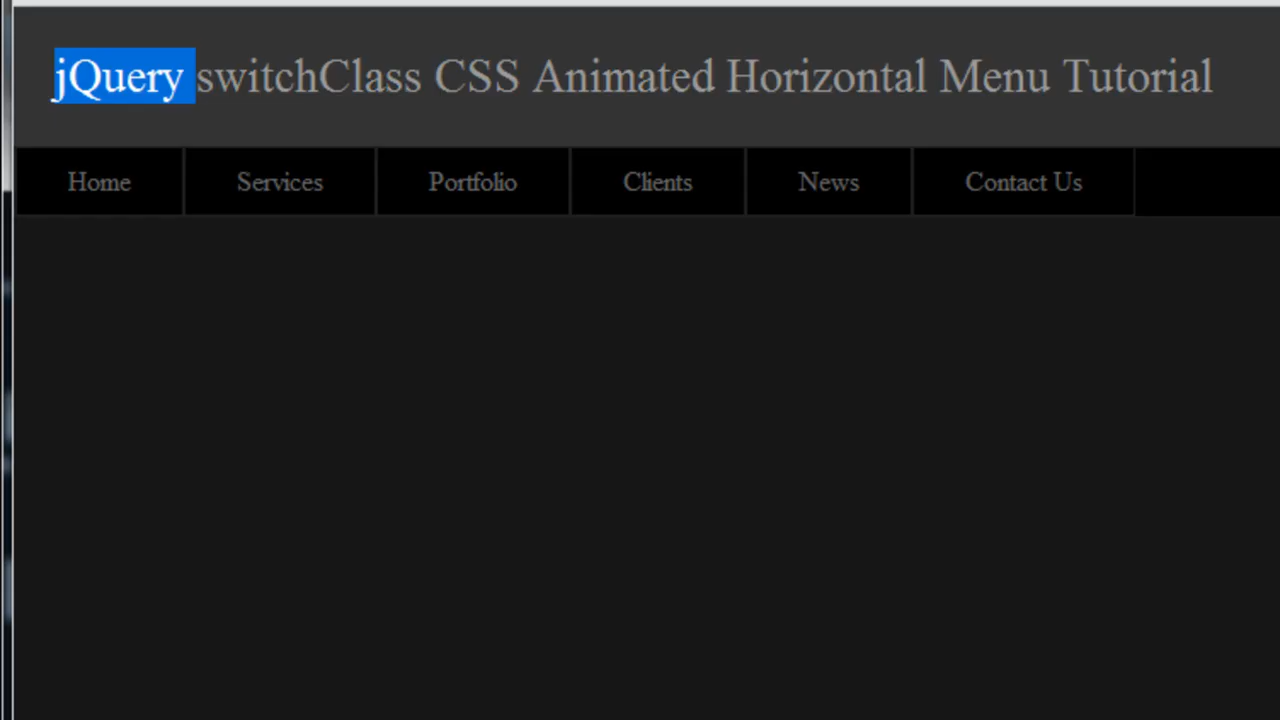 jQuery switchClass CSS Animated Horizontal Menu Tutorial
Home Services Portfolio Clients News Contact Us